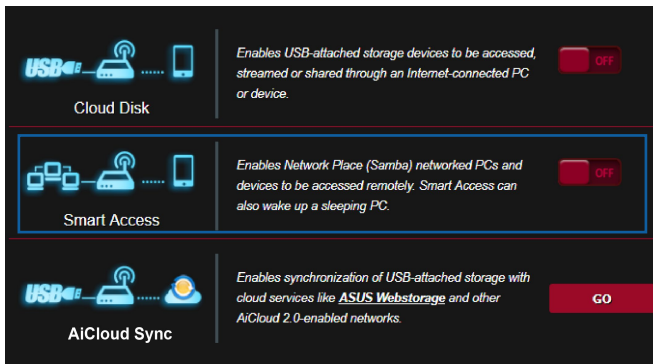 USB
Cloud Disk
Enables USB-attached storage devices to be accessed,
streamed or shared through an Internet-connected PC
or device.
OFF
Smart Access
Enables Network Place (Samba) networked PCs and
devices to be accessed remotely. Smart Access can
also wake up a sleeping PC.
OFF
USB
AiCloud Sync
Enables synchronization of USB-attached storage with
cloud services like ASUS Webstorage and other
AiCloud 2.0-enabled networks.
GO